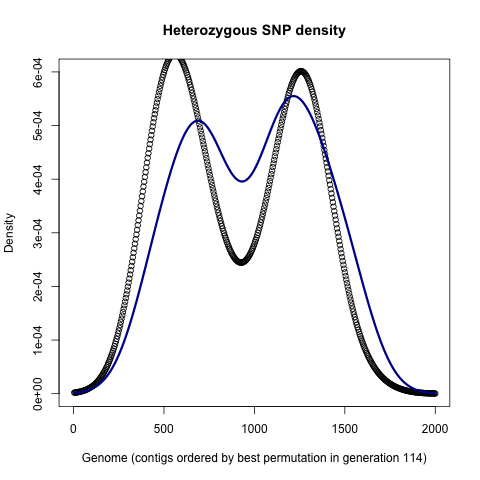 Heterozygous SNP density
6e-04
5e-04
4e-04
3e-04
2e-04
1e-04
0e+00
Density
0 500 1000 1500 2000
Genome (contigs ordered by best permutation in generation 114)